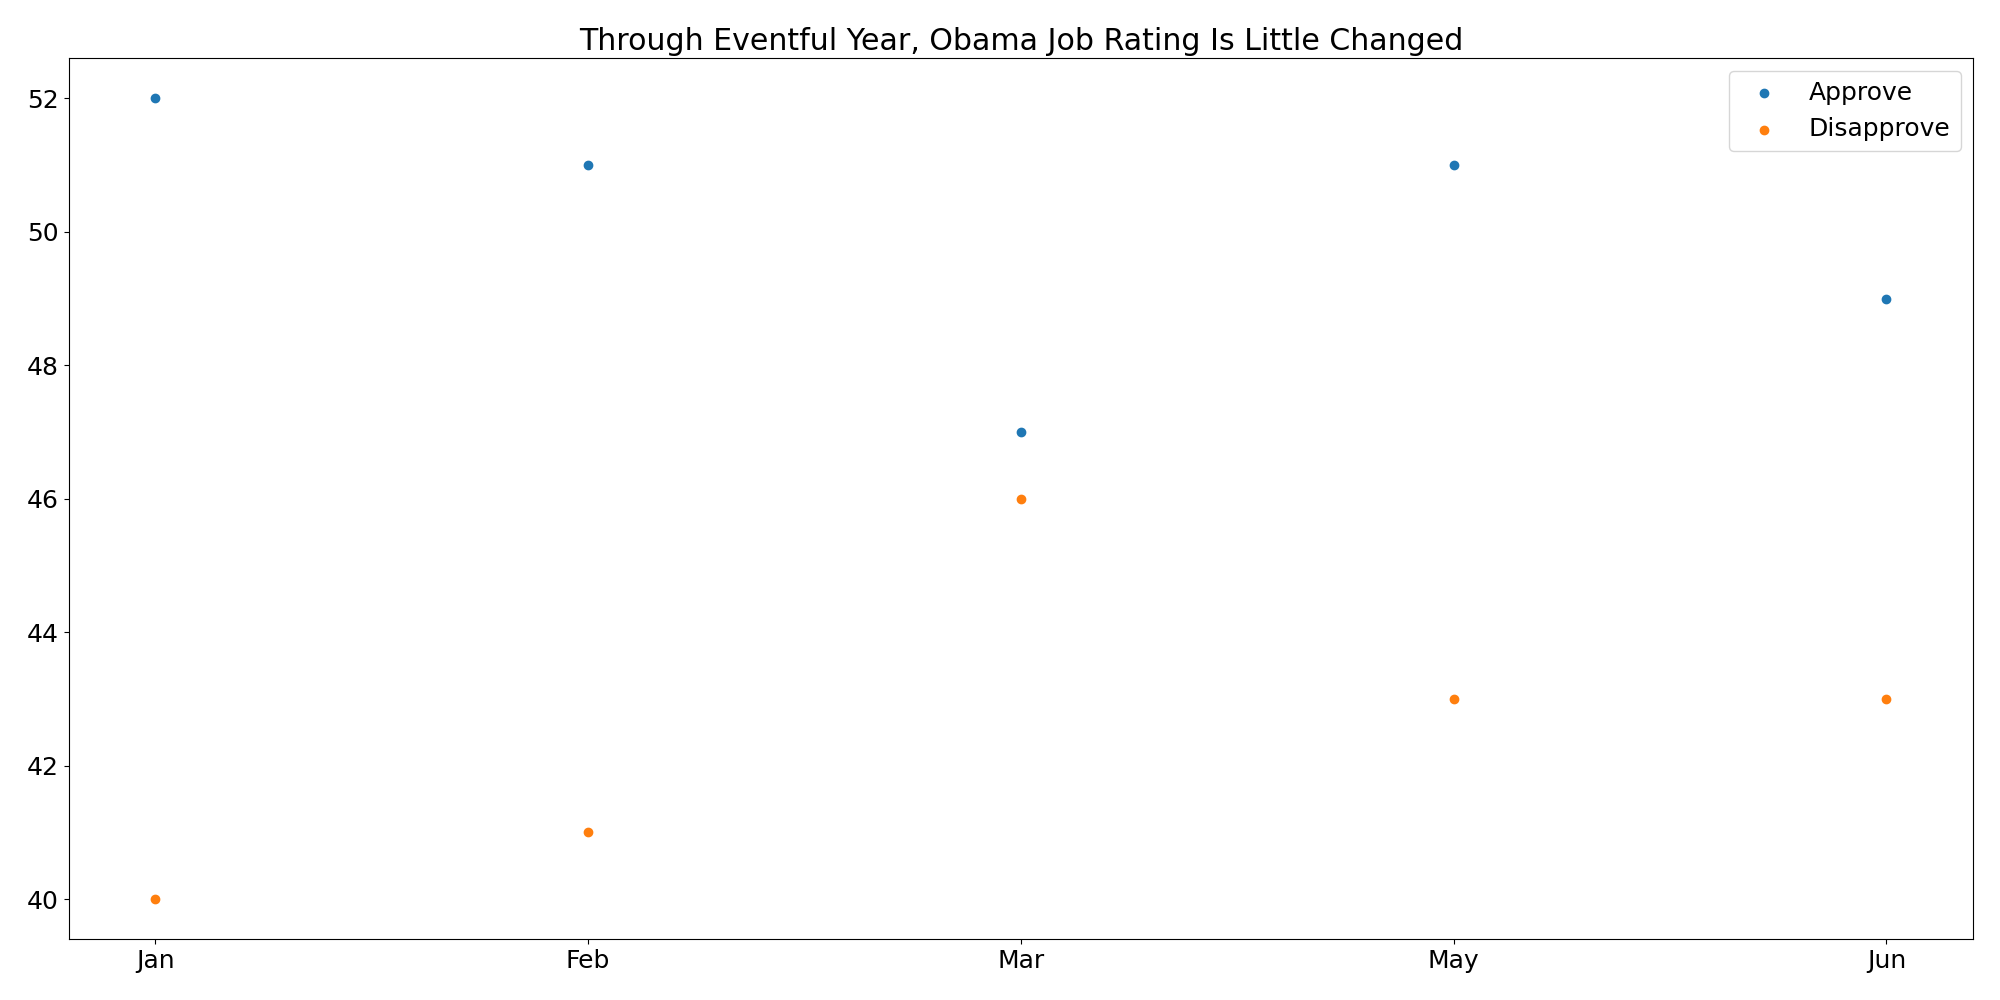 Through Eventful Year, Obama Job Rating Is Little Changed
Approve
Disapprove
52
50
48
46
44
42
40
Jan Feb Mar May Jun